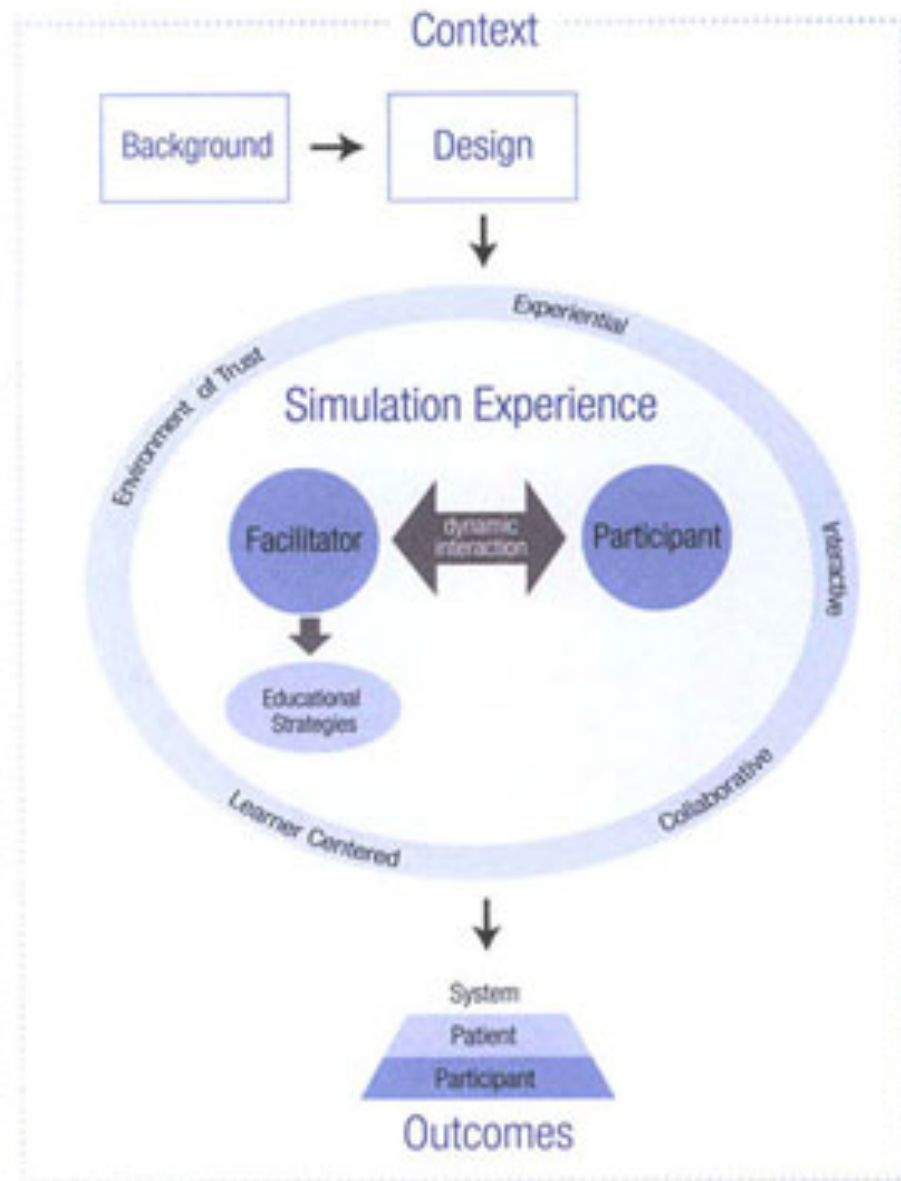 Context
Background
Design
Experiential
Environment of Trust
Simulation Experience
Facilitator
dynamic
interaction
Participant
Interactive
Educational
Strategies
Learner Centered
Collaborative
System
Patient
Participant
Outcomes